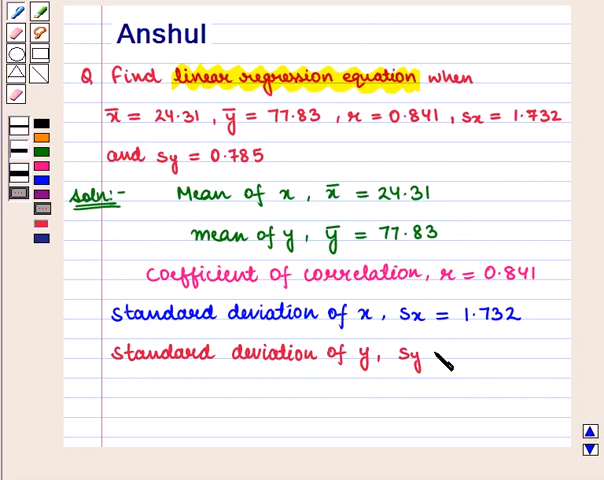 Anshul
Q Find linear regression equation when
x̄ = 24.31 , ȳ = 77.83 , r = 0.841 , sx = 1.732
and sy = 0.785
Soln:- Mean of x , x̄ = 24.31
mean of y , ȳ = 77.83
coefficient of correlation , r = 0.841
standard deviation of x , sx = 1.732
standard deviation of y , sy